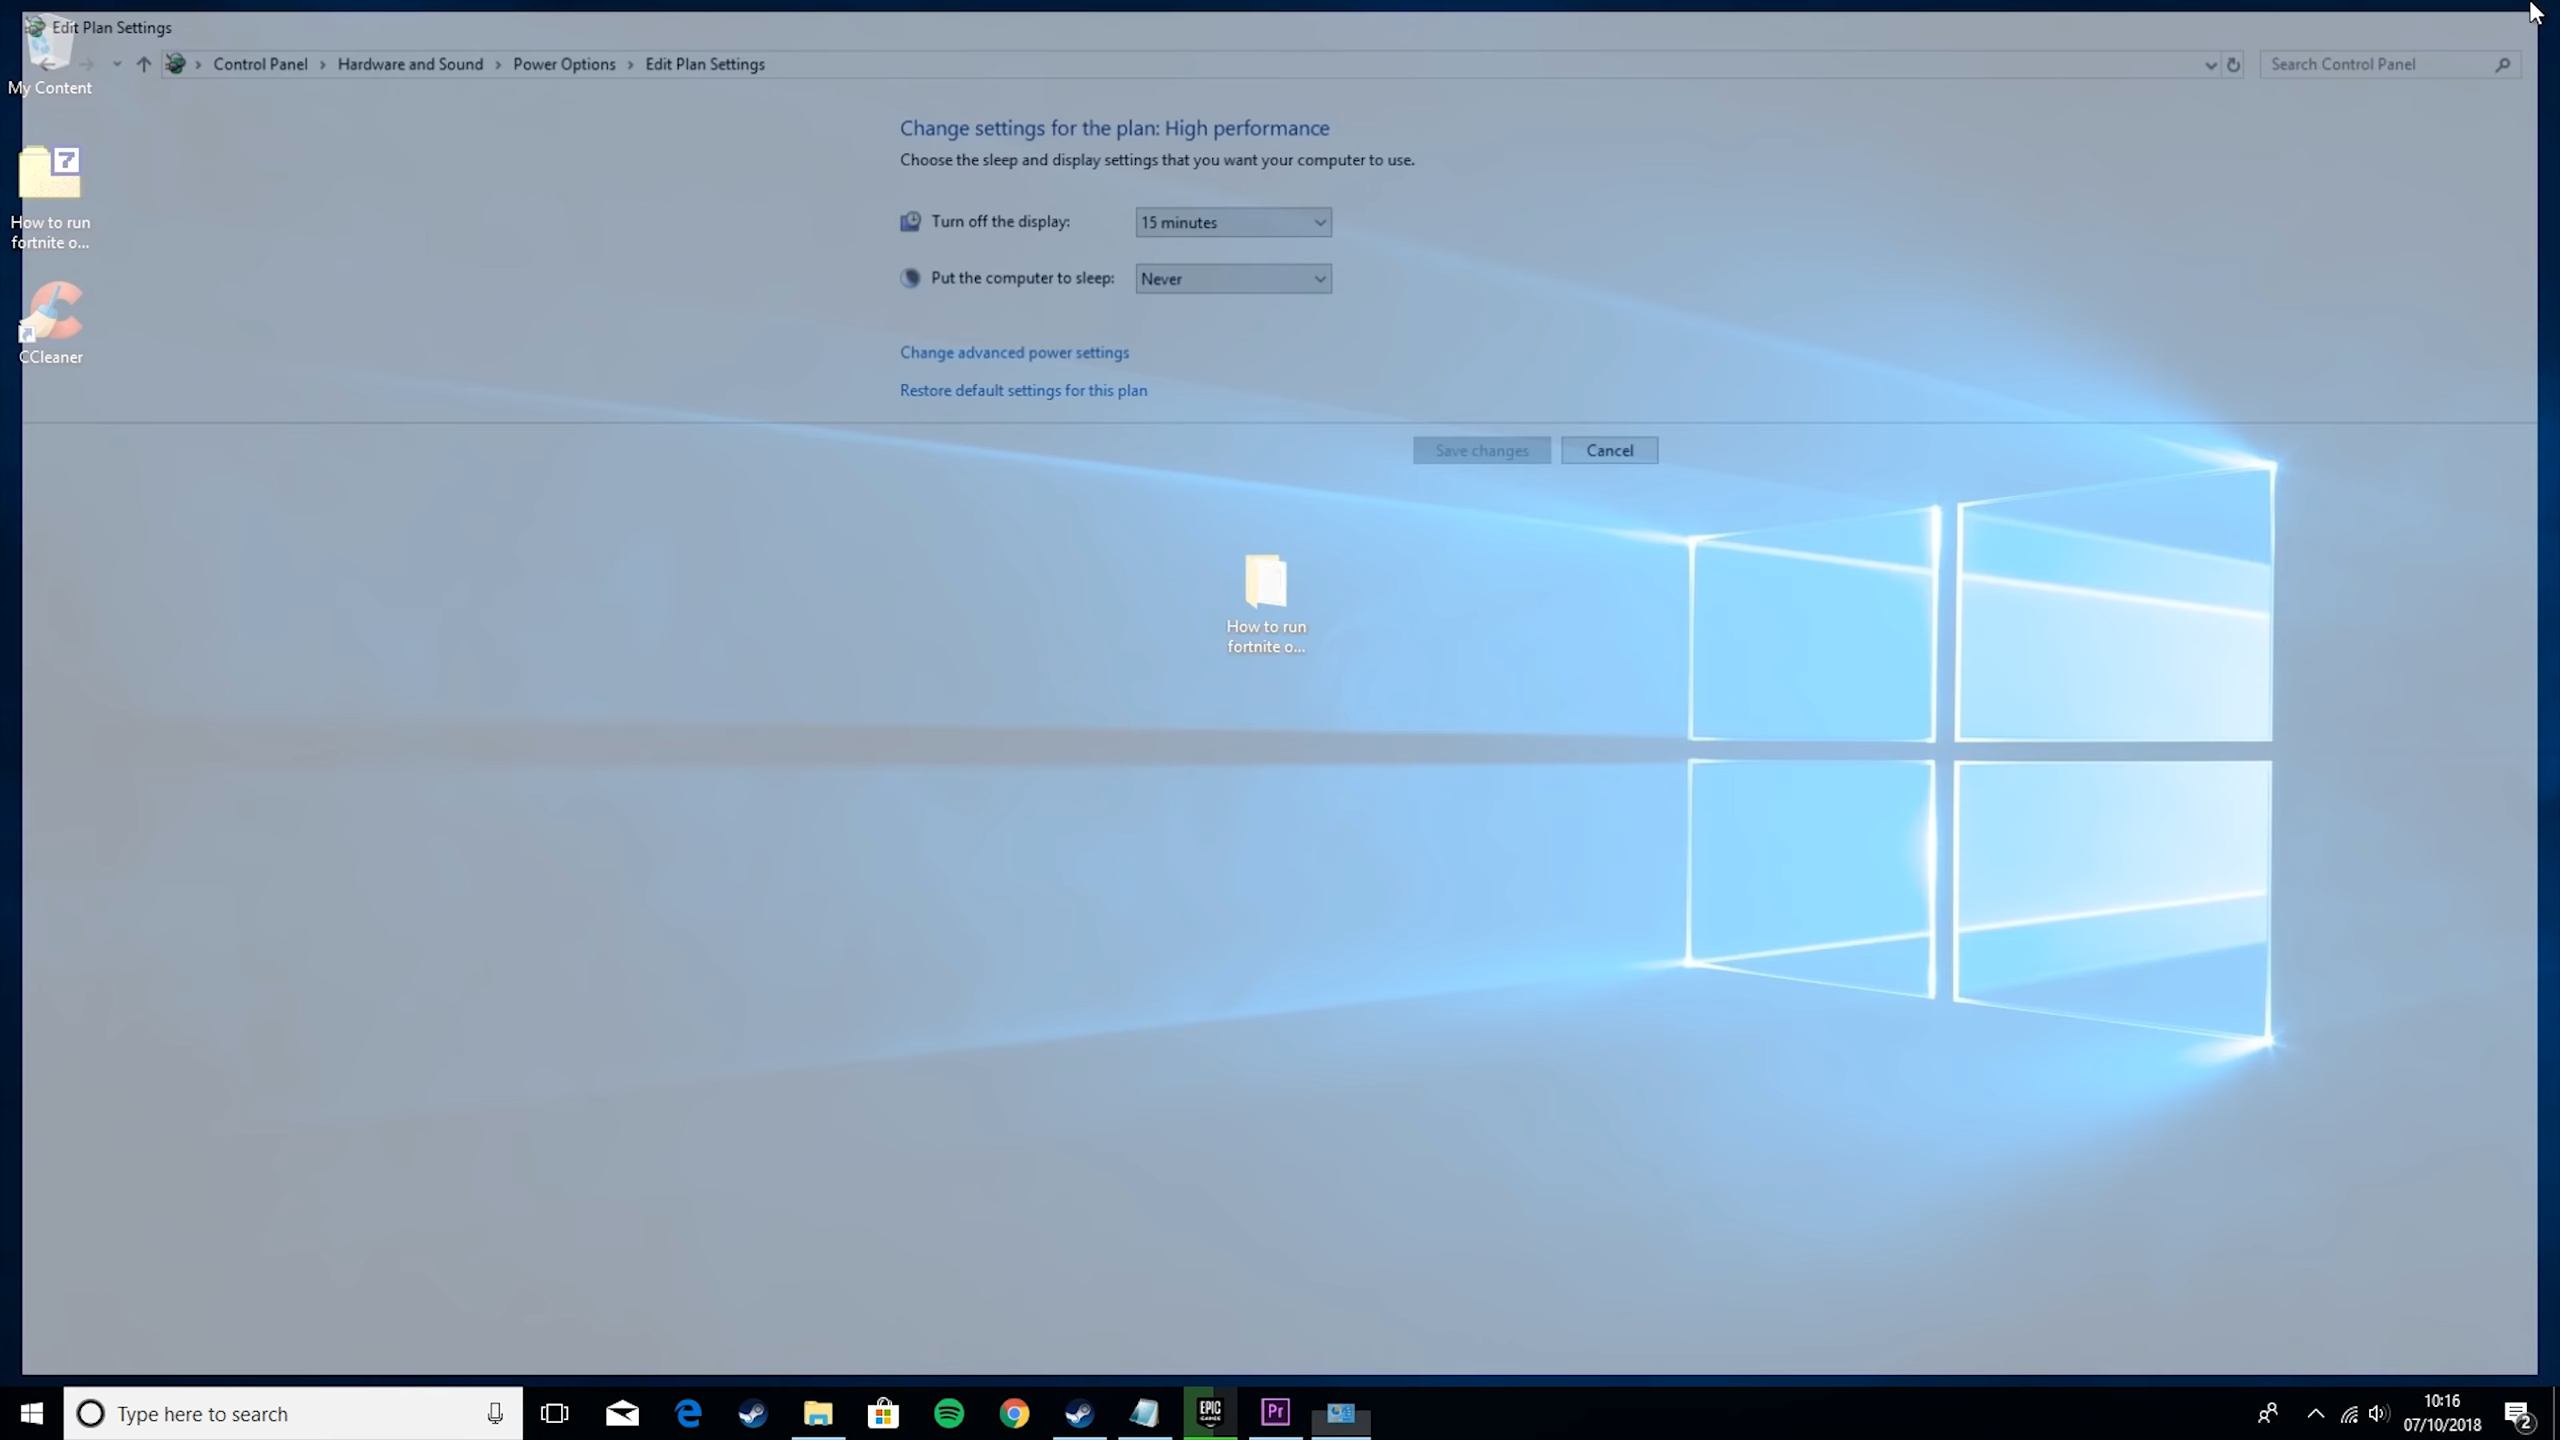 Edit Plan Settings
Control Panel > Hardware and Sound > Power Options > Edit Plan Settings
Search Control Panel
My Content
How to run
fortnite o...
CCleaner
Change settings for the plan: High performance
Choose the sleep and display settings that you want your computer to use.
Turn off the display: 15 minutes
Put the computer to sleep: Never
Change advanced power settings
Restore default settings for this plan
Save changes Cancel
How to run
fortnite o...
Type here to search
EPIC
GAMES
Pr
10:16
07/10/2018
2